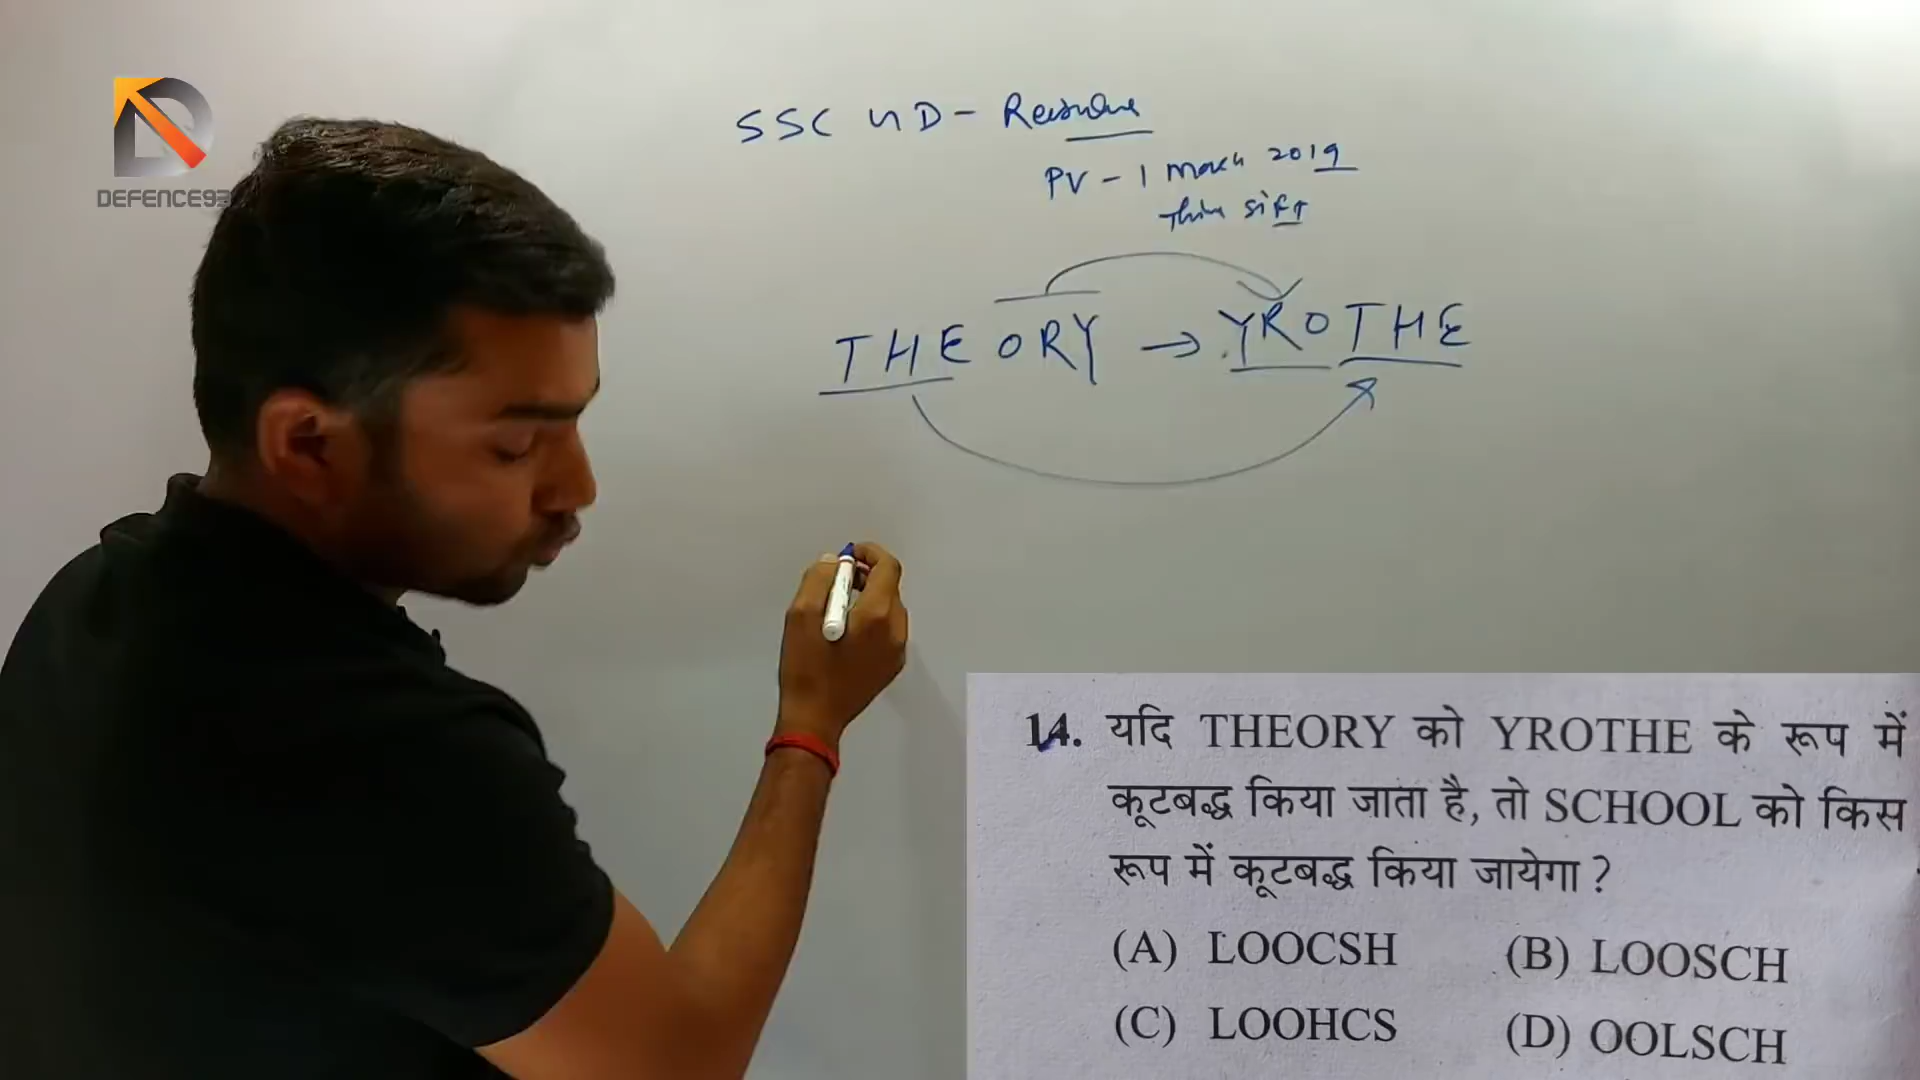 DEFENCE93
SSC GD - Reasoning
PV - 1 March 2019
Third Sift
THEORY → YROTHE
14. यदि THEORY को YROTHE के रूप में
कूटबद्ध किया जाता है, तो SCHOOL को किस
रूप में कूटबद्ध किया जायेगा ?
(A) LOOCSH (B) LOOSCH
(C) LOOHCS (D) OOLSCH